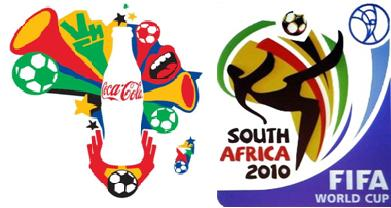 Coca-Cola
SOUTH
AFRICA
2010
FIFA
WORLD CUP